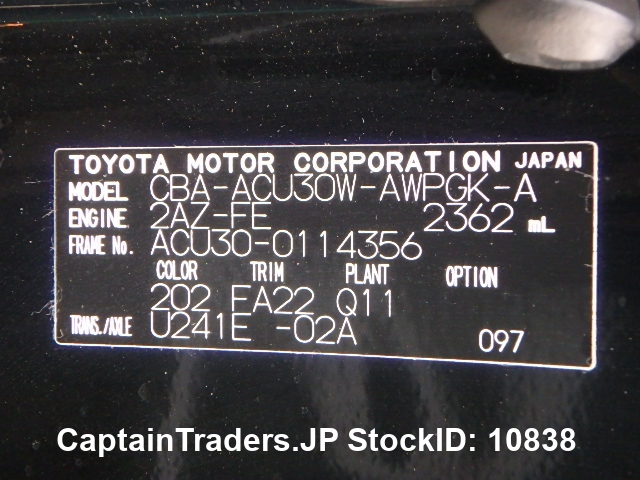 TOYOTA MOTOR CORPORATION JAPAN
MODEL CBA-ACU30W-AWPGK-A
ENGINE 2AZ-FE 2362 mL
FRAME No. ACU30-0114356
COLOR TRIM PLANT OPTION
202 FA22 Q11
TRANS./AXLE U241E -02A 097
CaptainTraders.JP StockID: 10838